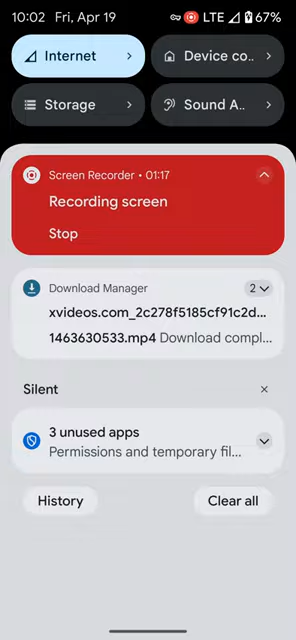 10:02 Fri, Apr 19 LTE 67%
Internet
Device co..
Storage
Sound A..
Screen Recorder • 01:17
Recording screen
Stop
Download Manager 2
xvideos.com_2c278f5185cf91c2d...
1463630533.mp4 Download compl...
Silent
3 unused apps
Permissions and temporary fil...
History
Clear all